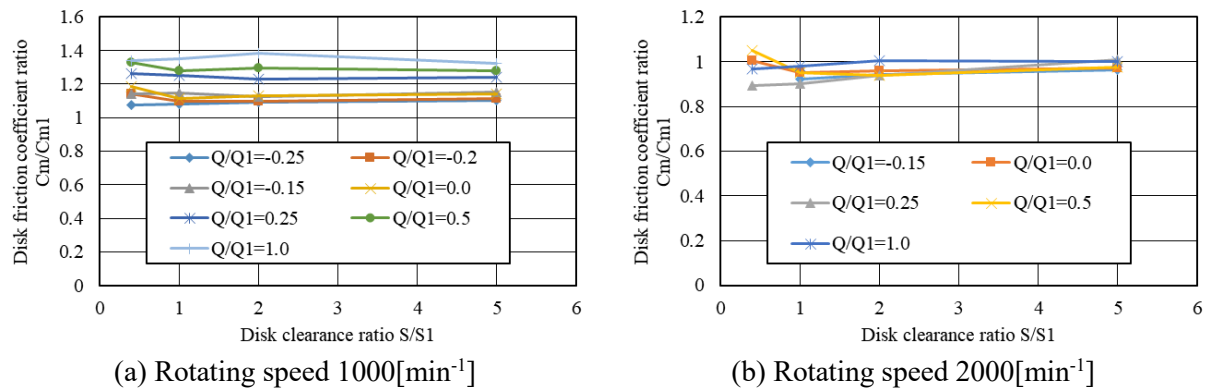 1.6
1.4
1.2
1
0.8
0.6
0.4
0.2
0
Disk friction coefficient ratio
Cm/Cm1
Q/Q1=-0.25 Q/Q1=-0.2
Q/Q1=-0.15 Q/Q1=0.0
Q/Q1=0.25 Q/Q1=0.5
Q/Q1=1.0
0 1 2 3 4 5 6
Disk clearance ratio S/S1
(a) Rotating speed 1000[min-1]
1.2
1
0.8
0.6
0.4
0.2
0
Disk friction coefficient ratio
Cm/Cm1
Q/Q1=-0.15 Q/Q1=0.0
Q/Q1=0.25 Q/Q1=0.5
Q/Q1=1.0
0 1 2 3 4 5 6
Disk clearance ratio S/S1
(b) Rotating speed 2000[min-1]